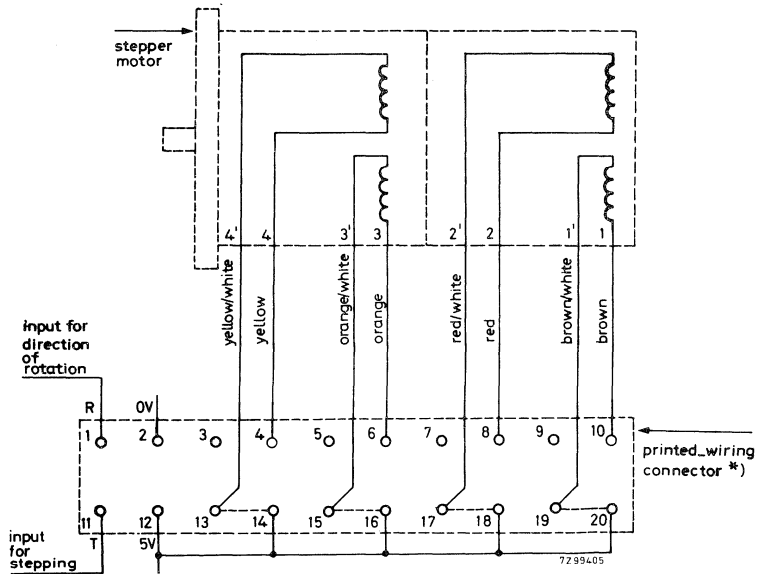 stepper
motor
4' 4 3' 3 2' 2 1' 1
yellow/white
yellow
orange/white
orange
red/white
red
brown/white
brown
input for
direction
of
rotation
R 0V
1 2 3 4 5 6 7 8 9 10
printed_wiring
connector *)
11 12 13 14 15 16 17 18 19 20
input
for
stepping
T 5V
7299405